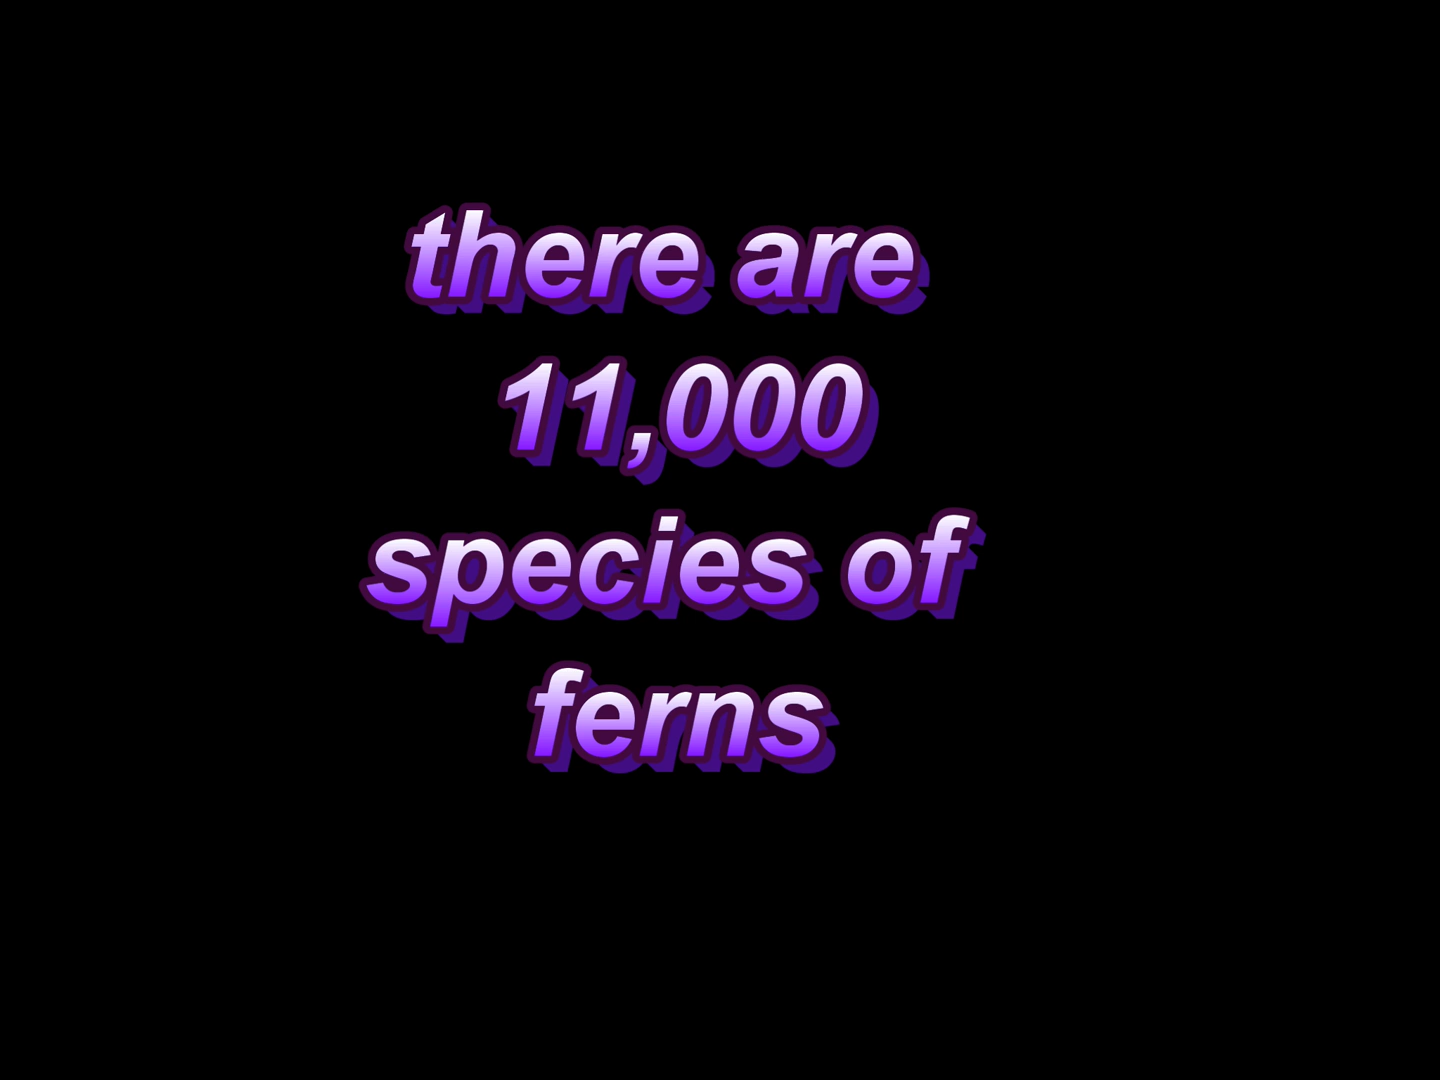 there are
11,000
species of
ferns